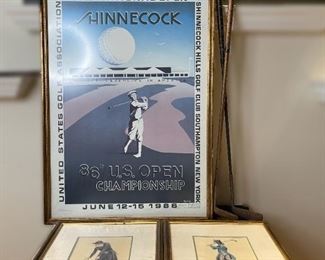 SHINNECOCK
UNITED STATES GOLF ASSOCIATION
SHINNECOCK HILLS GOLF CLUB SOUTHAMPTON NEW YORK
86th U.S. OPEN
CHAMPIONSHIP
JUNE 12-15 1986